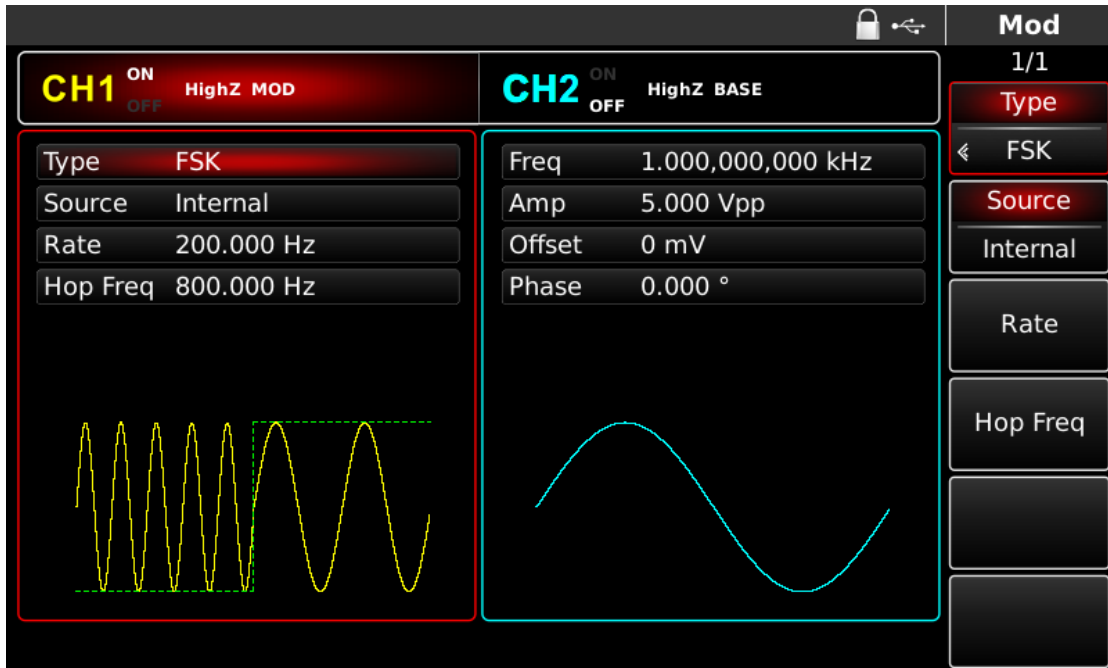 Mod
1/1
CH1 ON OFF HighZ MOD
CH2 ON OFF HighZ BASE
Type FSK
Source Internal
Rate 200.000 Hz
Hop Freq 800.000 Hz
Freq 1.000,000,000 kHz
Amp 5.000 Vpp
Offset 0 mV
Phase 0.000 °
Type
FSK
Source
Internal
Rate
Hop Freq